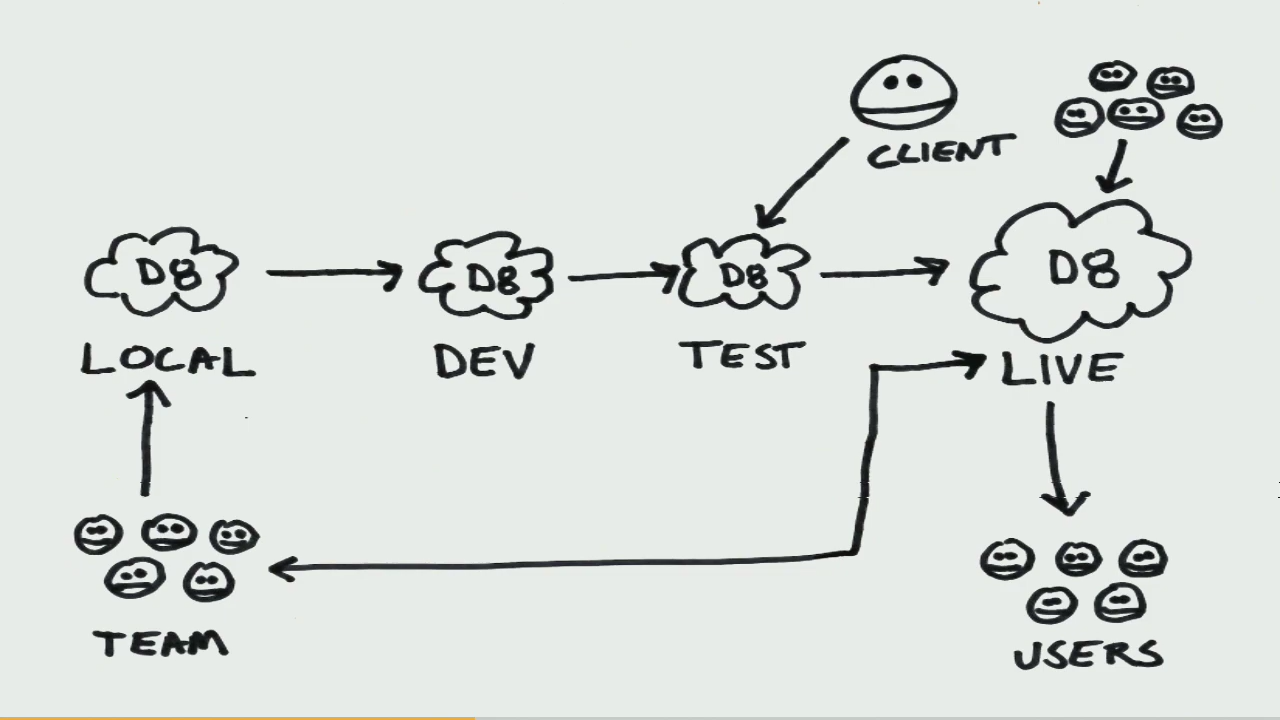 CLIENT
D8
D8
D8
D8
LOCAL
DEV
TEST
LIVE
TEAM
USERS